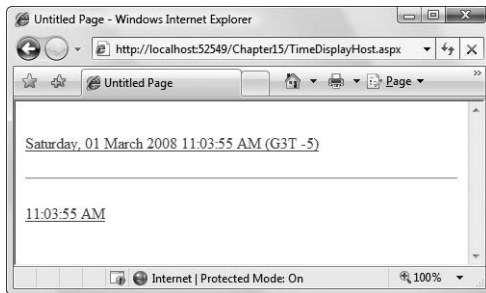 Untitled Page - Windows Internet Explorer
http://localhost:52549/Chapter15/TimeDisplayHost.aspx
Untitled Page
Page
Saturday, 01 March 2008 11:03:55 AM (G3T -5)
11:03:55 AM
Internet | Protected Mode: On
100%